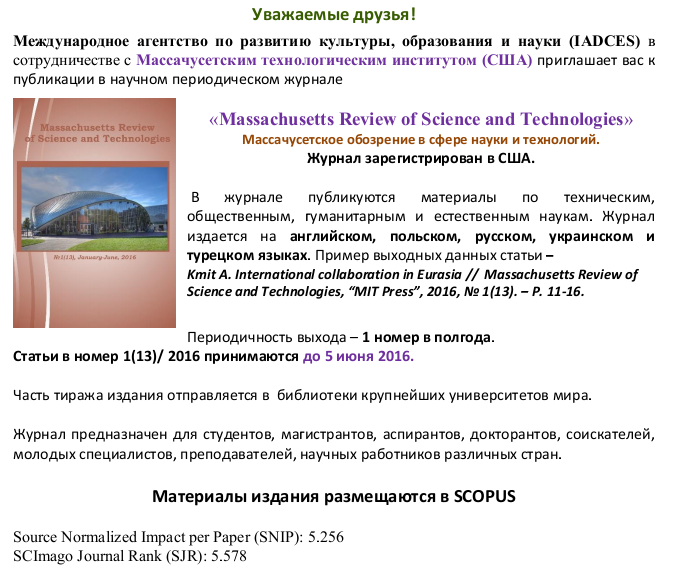 Уважаемые друзья!
Международное агентство по развитию культуры, образования и науки (IADCES) в
сотрудничестве с Массачусетским технологическим институтом (США) приглашает вас к
публикации в научном периодическом журнале
Massachusetts Review
of Science and Technologies
№1(13), January-June, 2016
«Massachusetts Review of Science and Technologies»
Массачусетское обозрение в сфере науки и технологий.
Журнал зарегистрирован в США.
В журнале публикуются материалы по техническим,
общественным, гуманитарным и естественным наукам. Журнал
издается на английском, польском, русском, украинском и
турецком языках. Пример выходных данных статьи –
Kmit A. International collaboration in Eurasia // Massachusetts Review of
Science and Technologies, “MIT Press”, 2016, № 1(13). – P. 11-16.
Периодичность выхода – 1 номер в полгода.
Статьи в номер 1(13)/ 2016 принимаются до 5 июня 2016.
Часть тиража издания отправляется в библиотеки крупнейших университетов мира.
Журнал предназначен для студентов, магистрантов, аспирантов, докторантов, соискателей,
молодых специалистов, преподавателей, научных работников различных стран.
Материалы издания размещаются в SCOPUS
Source Normalized Impact per Paper (SNIP): 5.256
SCImago Journal Rank (SJR): 5.578